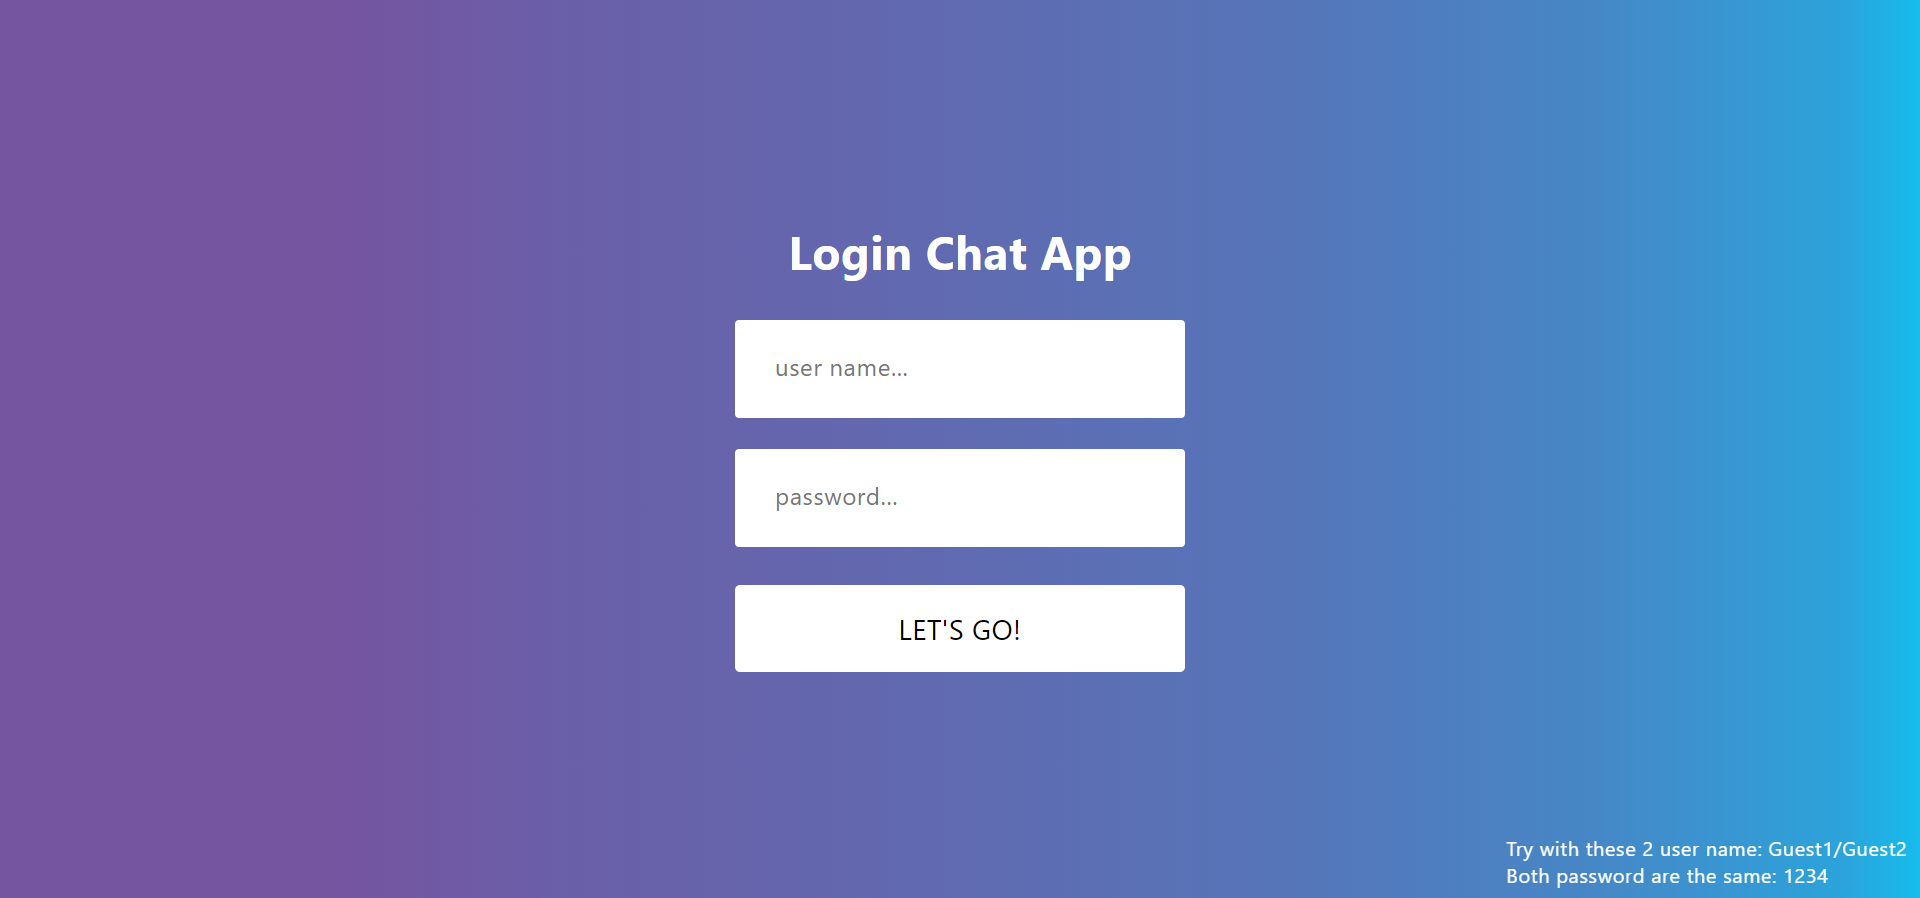 Login Chat App
user name...
password...
LET'S GO!
Try with these 2 user name: Guest1/Guest2
Both password are the same: 1234